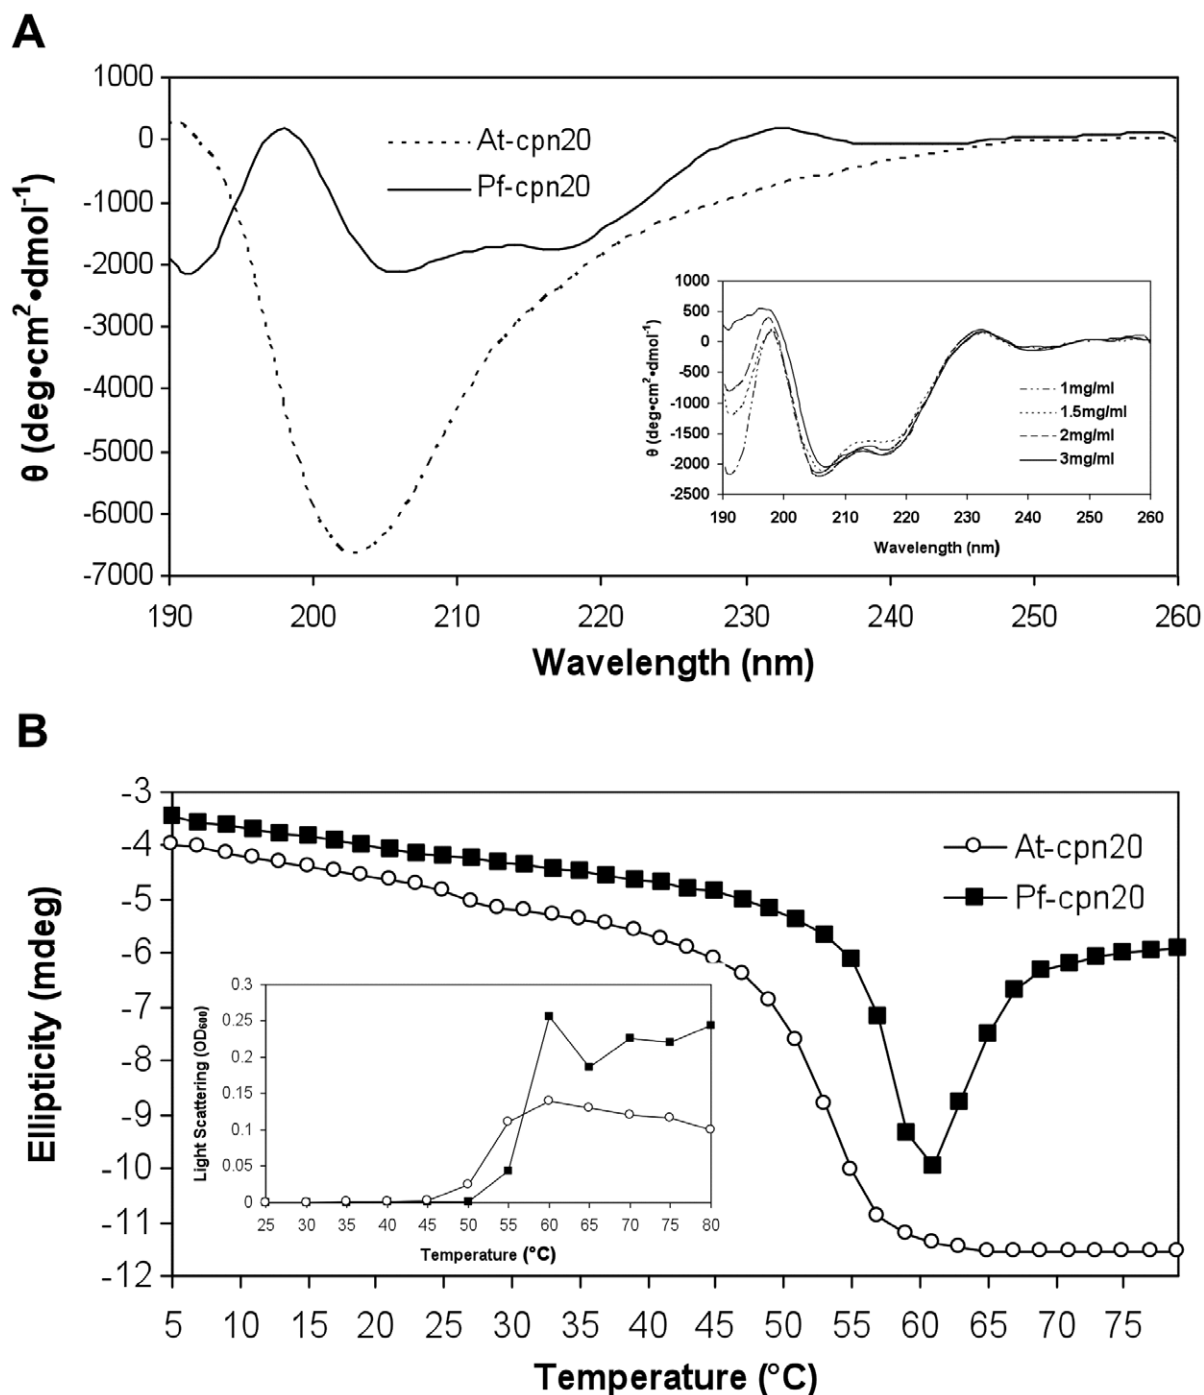 A
θ (deg•cm²•dmol⁻¹)
1000
0
-1000
-2000
-3000
-4000
-5000
-6000
-7000
At-cpn20
Pf-cpn20
θ (deg•cm²•dmol⁻¹)
1000
500
0
-500
-1000
-1500
-2000
-2500
1mg/ml
1.5mg/ml
2mg/ml
3mg/ml
190 200 210 220 230 240 250 260
Wavelength (nm)
190 200 210 220 230 240 250 260
Wavelength (nm)
B
Ellipticity (mdeg)
-3
-4
-5
-6
-7
-8
-9
-10
-11
-12
At-cpn20
Pf-cpn20
Light Scattering (OD₆₀₀)
0.3
0.25
0.2
0.15
0.1
0.05
0
25 30 35 40 45 50 55 60 65 70 75 80
Temperature (°C)
5 10 15 20 25 30 35 40 45 50 55 60 65 70 75
Temperature (°C)